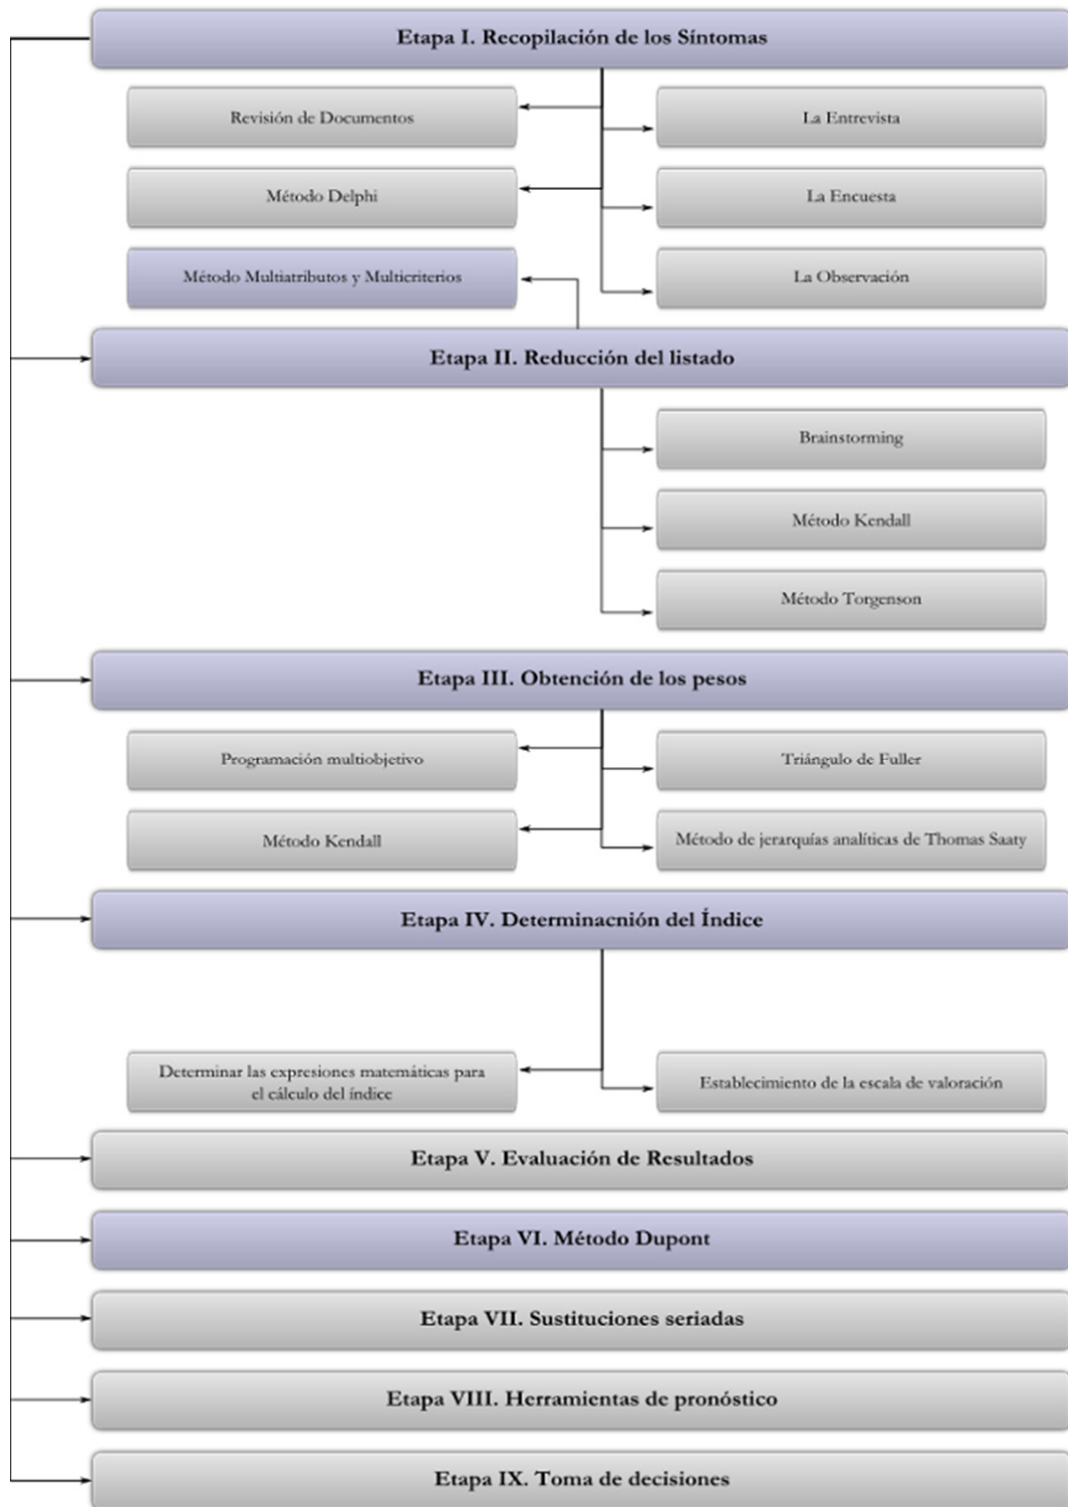 Etapa I. Recopilación de los Síntomas
Revisión de Documentos
La Entrevista
Método Delphi
La Encuesta
Método Multiatributos y Multicriterios
La Observación
Etapa II. Reducción del listado
Brainstorming
Método Kendall
Método Torgenson
Etapa III. Obtención de los pesos
Programación multiobjetivo
Triángulo de Fuller
Método Kendall
Método de jerarquías analíticas de Thomas Saaty
Etapa IV. Determinacnión del Índice
Determinar las expresiones matemáticas para
el cálculo del índice
Establecimiento de la escala de valoración
Etapa V. Evaluación de Resultados
Etapa VI. Método Dupont
Etapa VII. Sustituciones seriadas
Etapa VIII. Herramientas de pronóstico
Etapa IX. Toma de decisiones